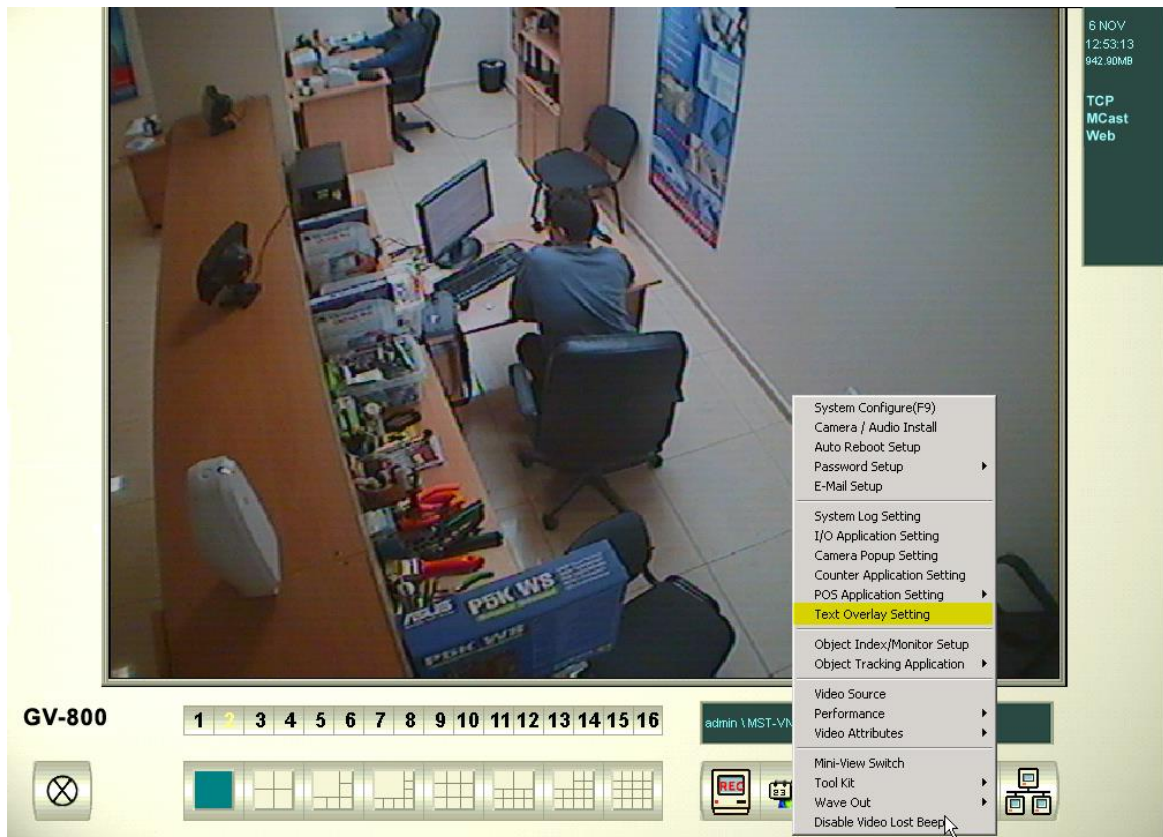 6 NOV
12:53:13
942.90MB
TCP
MCast
Web
ASUS P5K WS
P5K WS
System Configure(F9)
Camera / Audio Install
Auto Reboot Setup
Password Setup
E-Mail Setup
System Log Setting
I/O Application Setting
Camera Popup Setting
Counter Application Setting
POS Application Setting
Text Overlay Setting
Object Index/Monitor Setup
Object Tracking Application
Video Source
Performance
Video Attributes
Mini-View Switch
Tool Kit
Wave Out
Disable Video Lost Beep
GV-800
1 2 3 4 5 6 7 8 9 10 11 12 13 14 15 16
admin \ MST-VN
REC
23